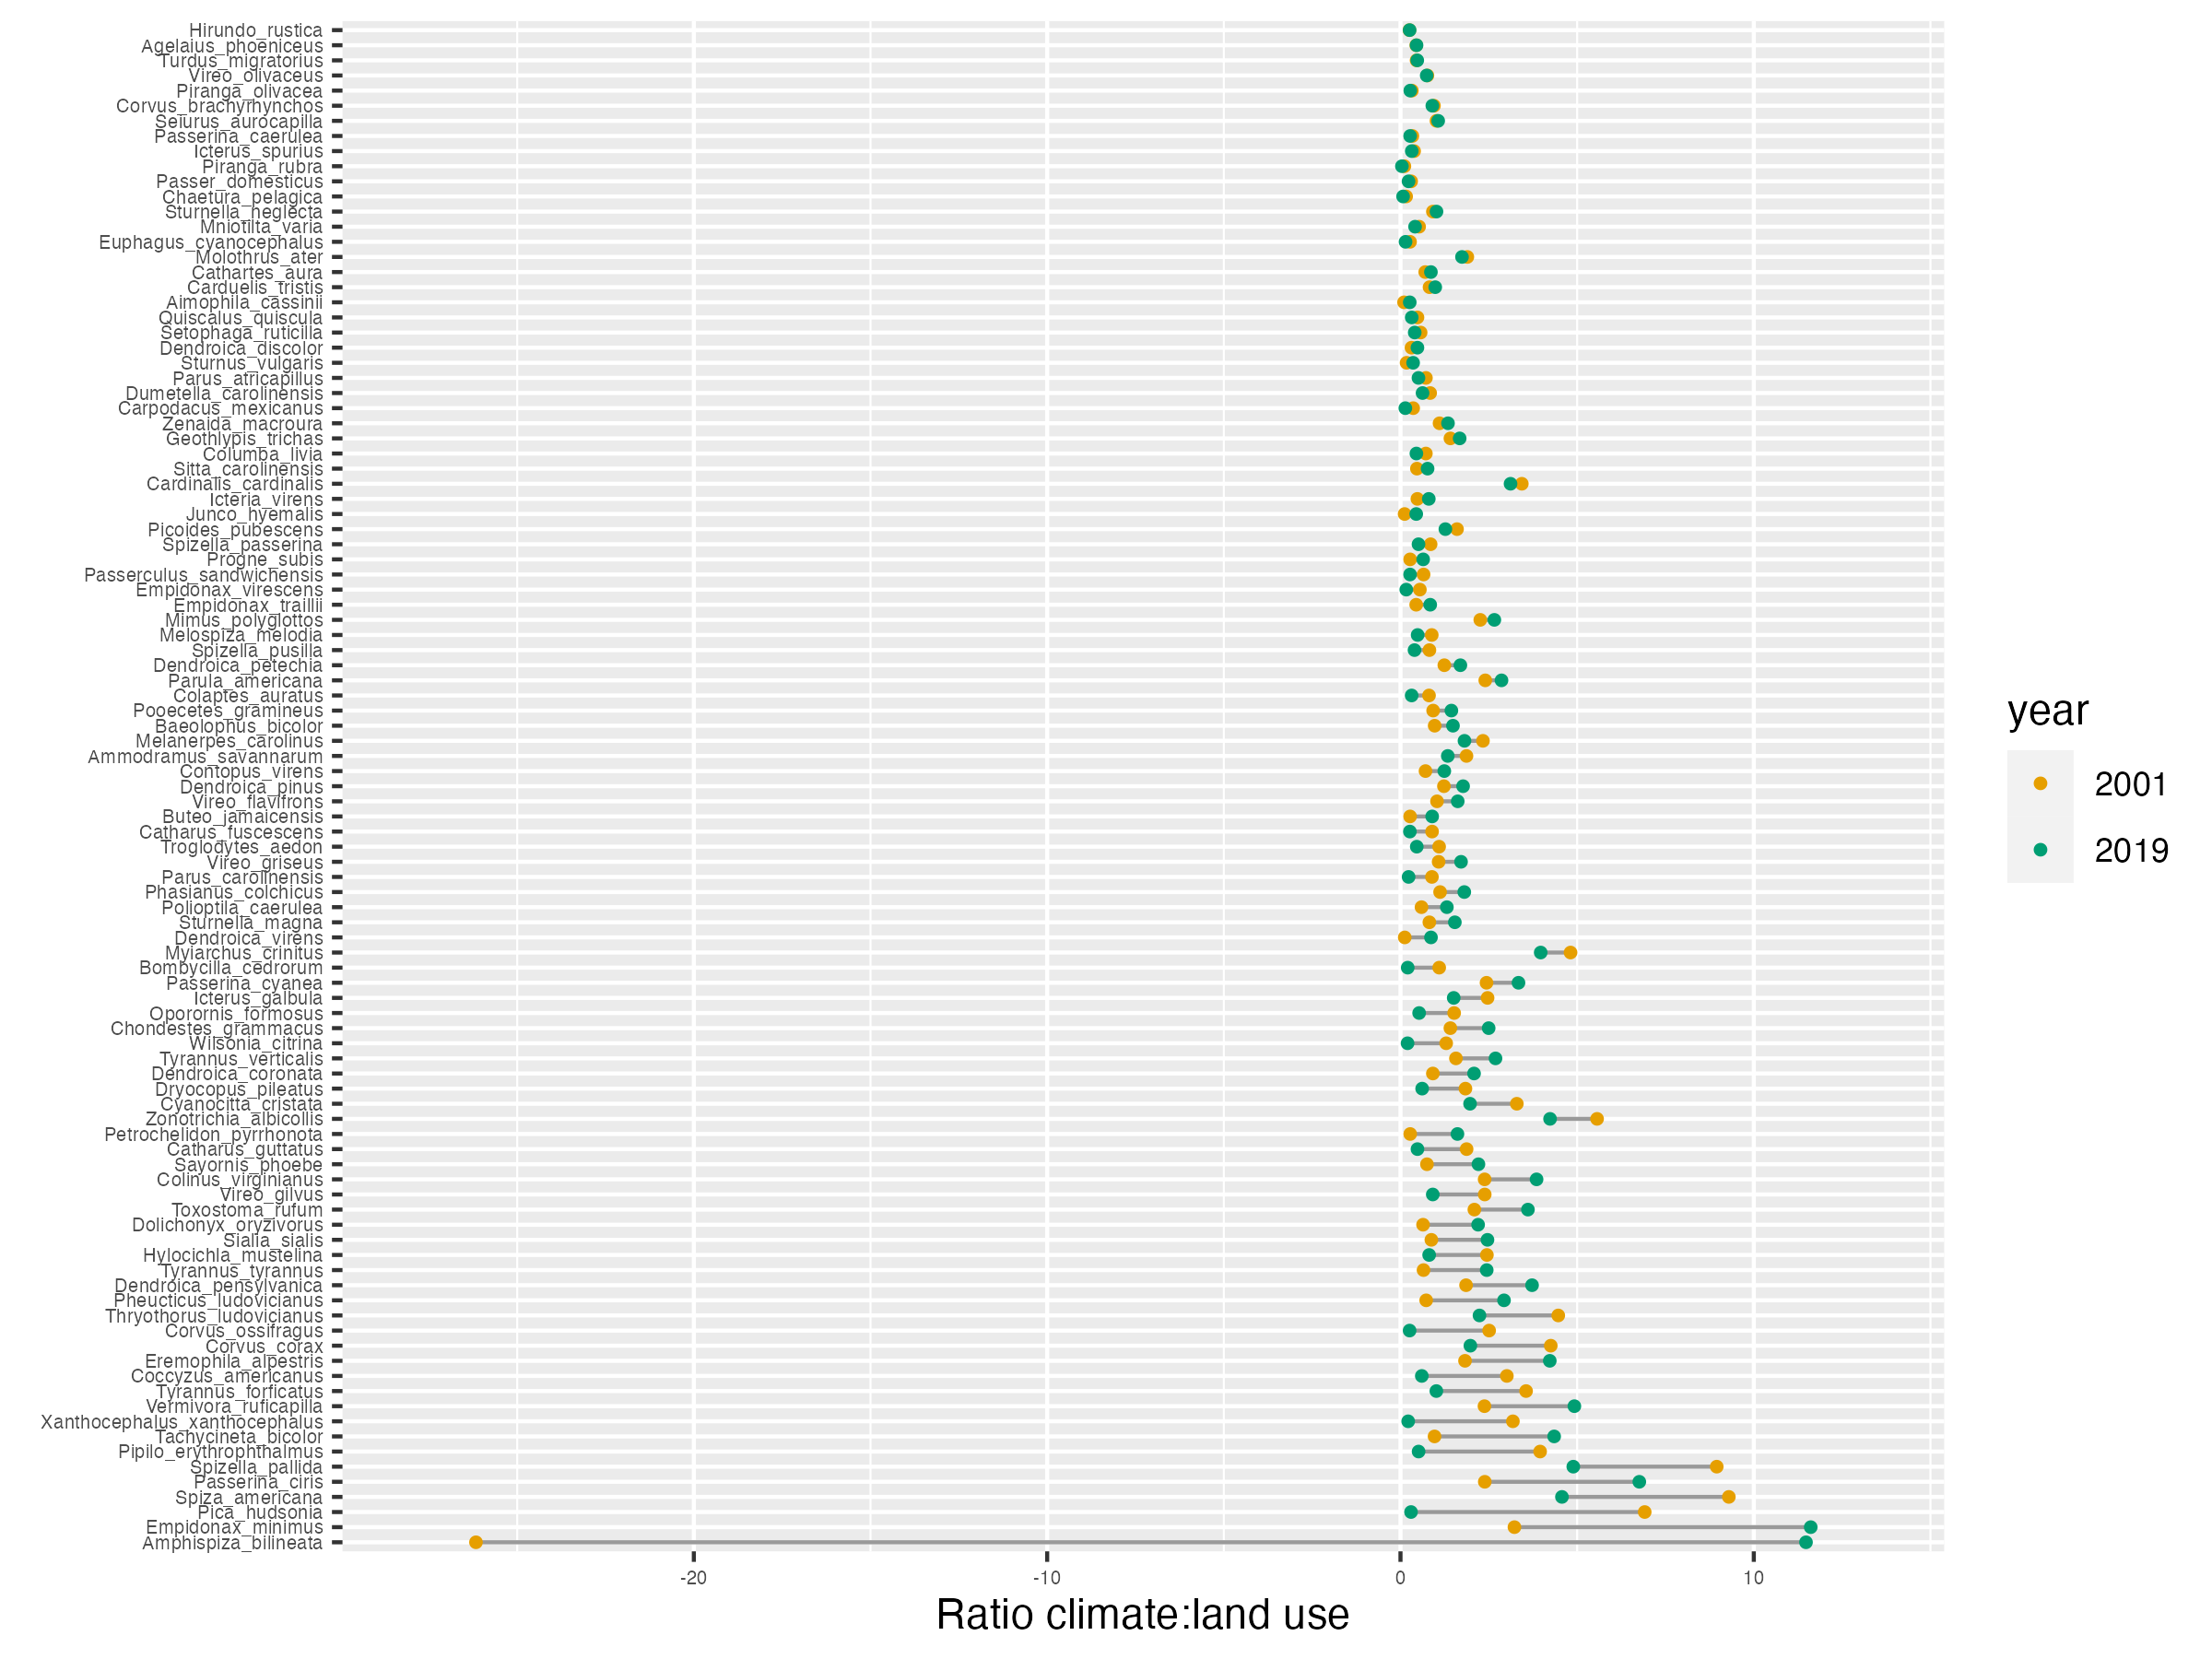 Hirundo_rustica
Agelaius_phoeniceus
Turdus_migratorius
Vireo_olivaceus
Piranga_olivacea
Corvus_brachyrhynchos
Seiurus_aurocapilla
Passerina_caerulea
Icterus_spurius
Piranga_rubra
Passer_domesticus
Chaetura_pelagica
Sturnella_neglecta
Mniotilta_varia
Euphagus_cyanocephalus
Molothrus_ater
Cathartes_aura
Carduelis_tristis
Aimophila_cassinii
Quiscalus_quiscula
Setophaga_ruticilla
Dendroica_discolor
Sturnus_vulgaris
Parus_atricapillus
Dumetella_carolinensis
Carpodacus_mexicanus
Zenaida_macroura
Geothlypis_trichas
Columba_livia
Sitta_carolinensis
Cardinalis_cardinalis
Icteria_virens
Junco_hyemalis
Picoides_pubescens
Spizella_passerina
Progne_subis
Passerculus_sandwichensis
Empidonax_virescens
Empidonax_traillii
Mimus_polyglottos
Melospiza_melodia
Spizella_pusilla
Dendroica_petechia
Parula_americana
Colaptes_auratus
Pooecetes_gramineus
Baeolophus_bicolor
Melanerpes_carolinus
Ammodramus_savannarum
Contopus_virens
Dendroica_pinus
Vireo_flavifrons
Buteo_jamaicensis
Catharus_fuscescens
Troglodytes_aedon
Vireo_griseus
Parus_carolinensis
Phasianus_colchicus
Polioptila_caerulea
Sturnella_magna
Dendroica_virens
Myiarchus_crinitus
Bombycilla_cedrorum
Passerina_cyanea
Icterus_galbula
Oporornis_formosus
Chondestes_grammacus
Wilsonia_citrina
Tyrannus_verticalis
Dendroica_coronata
Dryocopus_pileatus
Cyanocitta_cristata
Zonotrichia_albicollis
Petrochelidon_pyrrhonota
Catharus_guttatus
Sayornis_phoebe
Colinus_virginianus
Vireo_gilvus
Toxostoma_rufum
Dolichonyx_oryzivorus
Sialia_sialis
Hylocichla_mustelina
Tyrannus_tyrannus
Dendroica_pensylvanica
Pheucticus_ludovicianus
Thryothorus_ludovicianus
Corvus_ossifragus
Corvus_corax
Eremophila_alpestris
Coccyzus_americanus
Tyrannus_forficatus
Vermivora_ruficapilla
Xanthocephalus_xanthocephalus
Tachycineta_bicolor
Pipilo_erythrophthalmus
Spizella_pallida
Passerina_ciris
Spiza_americana
Pica_hudsonia
Empidonax_minimus
Amphispiza_bilineata
-20 -10 0 10
Ratio climate:land use
year
2001
2019